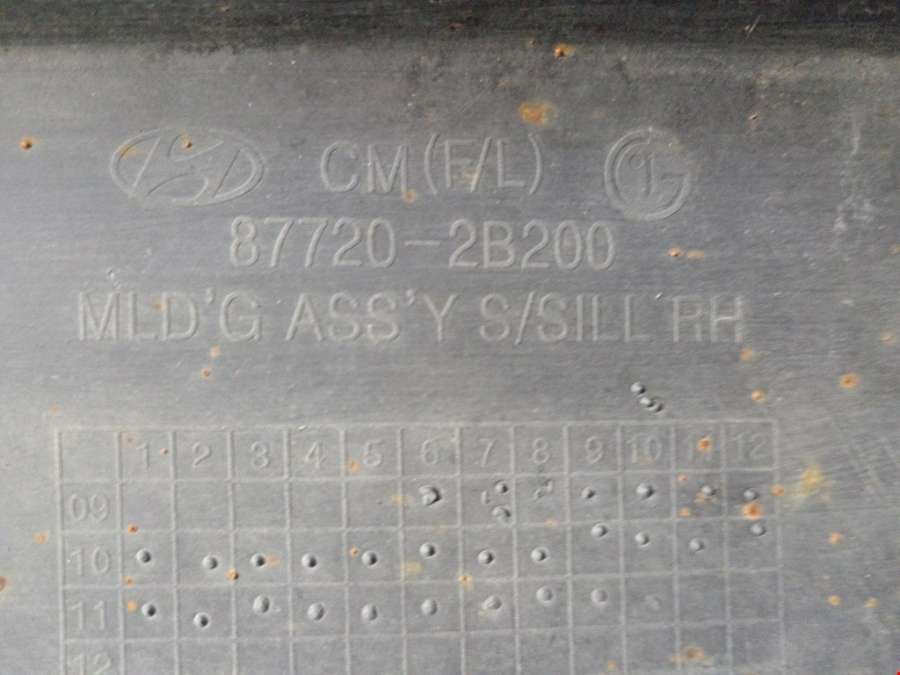 CM(F/L)
87720-2B200
MLD'G ASS'Y S/SILL RH
1 2 3 4 5 6 7 8 9 10 11 12
09
10
11
12